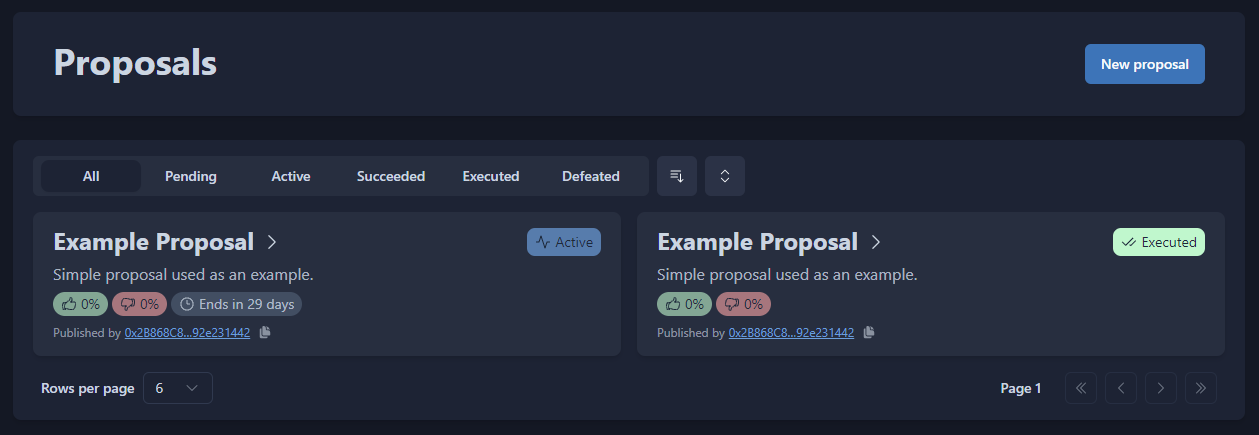 Proposals
New proposal
All Pending Active Succeeded Executed Defeated
Example Proposal
Active
Simple proposal used as an example.
0% 0% Ends in 29 days
Published by 0x2B868C8...92e231442
Example Proposal
Executed
Simple proposal used as an example.
0% 0%
Published by 0x2B868C8...92e231442
Rows per page 6
Page 1